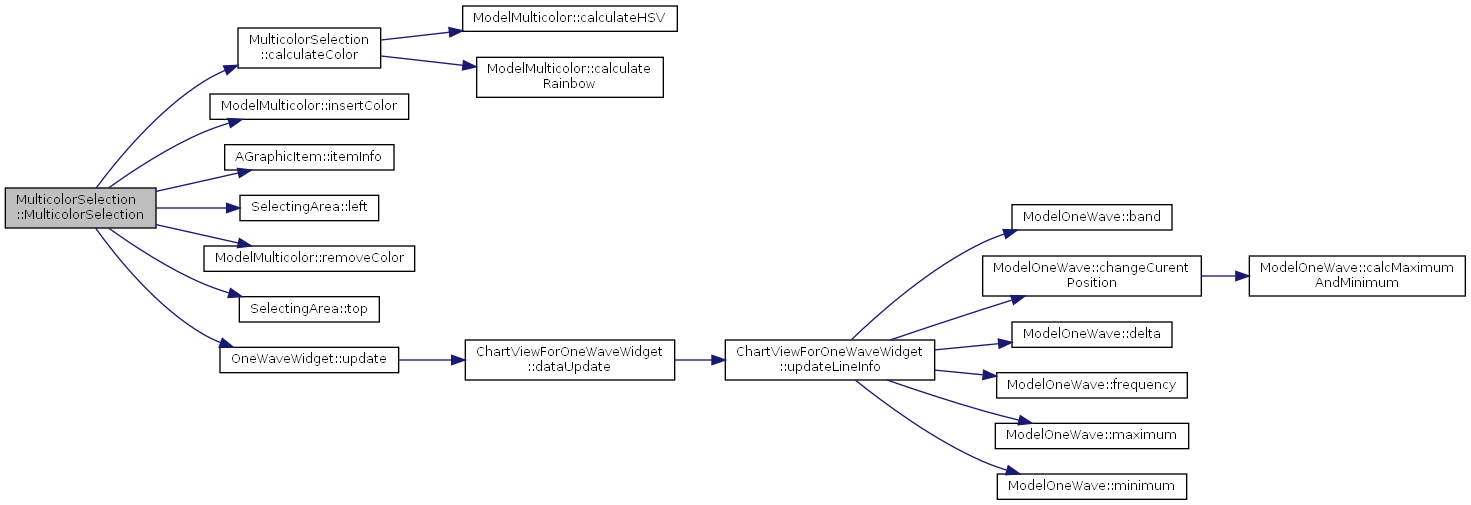 MulticolorSelection
::MulticolorSelection
MulticolorSelection
::calculateColor
ModelMulticolor::calculateHSV
ModelMulticolor::calculate
Rainbow
ModelMulticolor::insertColor
AGraphicItem::itemInfo
SelectingArea::left
ModelMulticolor::removeColor
SelectingArea::top
OneWaveWidget::update
ChartViewForOneWaveWidget
::dataUpdate
ChartViewForOneWaveWidget
::updateLineInfo
ModelOneWave::band
ModelOneWave::changeCurent
Position
ModelOneWave::calcMaximum
AndMinimum
ModelOneWave::delta
ModelOneWave::frequency
ModelOneWave::maximum
ModelOneWave::minimum